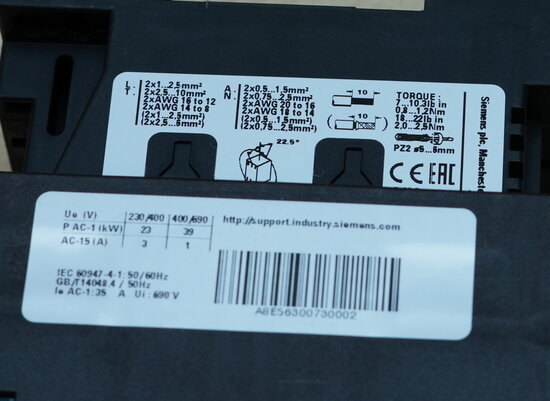 L: 2x1...2,5mm²
T: 2x2,5...10mm²
2xAWG 16 to 12
2xAWG 14 to 8
(2x1...2,5mm²)
(2x2,5...6mm²)
A: 2x0,5...1,5mm²
N: 2x0,75...2,5mm²
2xAWG 20 to 16
2xAWG 18 to 14
(2x0,5...1,5mm²)
(2x0,75...2,5mm²)
10
( 10 )
22.5°
TORQUE:
7...10,3lb in
0,8...1,2Nm
18...22lb in
2,0...2,5Nm
PZ2 ø5...6mm
CE EAC
Siemens plc, Mancheste
Ue (V) 230/400 400/690
P AC-1 (kW) 23 39
AC-15 (A) 3 1
IEC 60947-4-1: 50/60Hz
GB/T14048.4 / 50Hz
Ie AC-1: 35 A Ui: 690 V
http://support.industry.siemens.com
A8E56300730002